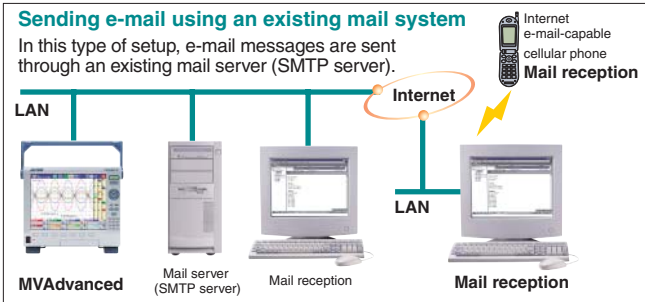 Sending e-mail using an existing mail system
In this type of setup, e-mail messages are sent
through an existing mail server (SMTP server).
Internet
e-mail-capable
cellular phone
Mail reception
LAN
Internet
LAN
MVAdvanced
Mail server
(SMTP server)
Mail reception
Mail reception